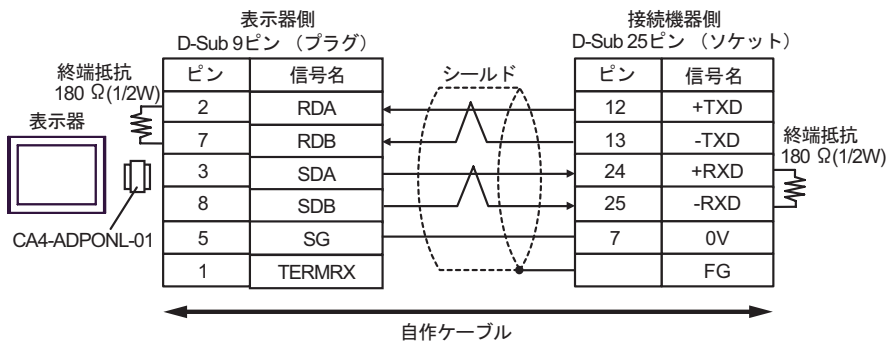 表示器側
D-Sub 9ピン （プラグ）
接続機器側
D-Sub 25ピン （ソケット）
終端抵抗
180 Ω(1/2W)
表示器
CA4-ADPONL-01
ピン 信号名
2 RDA
7 RDB
3 SDA
8 SDB
5 SG
1 TERMRX
シールド
ピン 信号名
12 +TXD
13 -TXD
24 +RXD
25 -RXD
7 0V
FG
終端抵抗
180 Ω(1/2W)
自作ケーブル